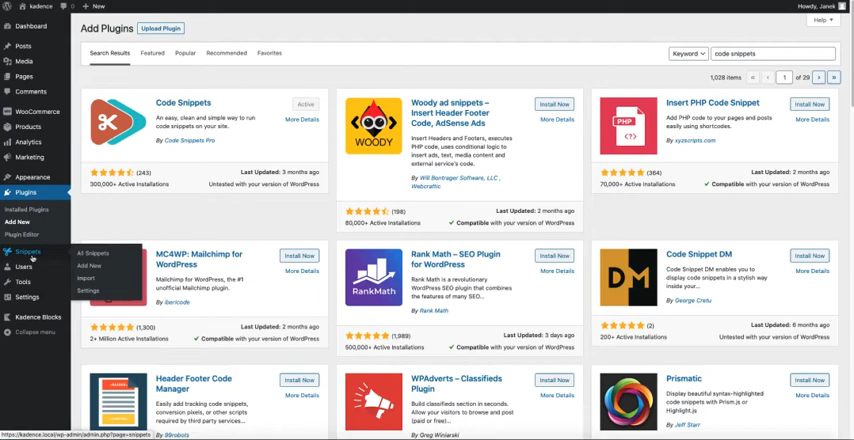 kadence
0
+ New
Howdy, Janek
Dashboard
Posts
Media
Pages
Comments
WooCommerce
Products
Analytics
Marketing
Appearance
Plugins
Installed Plugins
Add New
Plugin Editor
Snippets
Users
Tools
Settings
Kadence Blocks
Collapse menu
All Snippets
Add New
Import
Settings
Add Plugins
Upload Plugin
Help
Search Results
Featured
Popular
Recommended
Favorites
Keyword
code snippets
1,028 items
«
‹
1
of 29
›
»
Code Snippets
Active
An easy, clean and simple way to run
code snippets on your site.
More Details
By Code Snippets Pro
(243)
Last Updated: 3 months ago
300,000+ Active Installations
Untested with your version of WordPress
WOODY
Woody ad snippets –
Insert Header Footer
Code, AdSense Ads
Install Now
More Details
Insert Headers and Footers, executes
PHP code, uses conditional logic to
insert ads, text, media content and
external service's code.
By Will Bontrager Software, LLC ,
Webcraftic
(198)
Last Updated: 2 months ago
80,000+ Active Installations
✓ Compatible with your version of WordPress
PHP
<?>
Insert PHP Code Snippet
Install Now
Add PHP code to your pages and posts
easily using shortcodes.
More Details
By xyzscripts.com
(364)
Last Updated: 2 months ago
70,000+ Active Installations
✓ Compatible with your version of WordPress
MC4WP: Mailchimp for
WordPress
Install Now
MC4WP: Mailchimp for WordPress, the #1
unofficial Mailchimp plugin.
More Details
By ibericode
(1,300)
Last Updated: 2 months ago
2+ Million Active Installations
✓ Compatible with your version of WordPress
RankMath
Rank Math – SEO Plugin
for WordPress
Install Now
Rank Math is a revolutionary
WordPress SEO plugin that combines
the features of many SEO...
More Details
By Rank Math
(1,989)
Last Updated: 3 days ago
500,000+ Active Installations
✓ Compatible with your version of WordPress
DM
Code Snippet DM
Install Now
Code Snippet DM enables you to
display code snippets in a stylish way
inside your...
More Details
By George Cretu
(2)
Last Updated: 6 months ago
200+ Active Installations
Untested with your version of WordPress
Header Footer Code
Manager
Install Now
Easily add tracking code snippets,
conversion pixels, or other scripts
required by third party services...
More Details
By 99robots
WPAdverts – Classifieds
Plugin
Install Now
Build classifieds section in seconds.
Allow your visitors to browse and post
(paid or free)...
More Details
By Greg Winiarski
Prismatic
Install Now
Display beautiful syntax-highlighted
code snippets with Prism.js or
Highlight.js
More Details
By Jeff Starr
https://kadence.local/wp-admin/admin.php?page=snippets